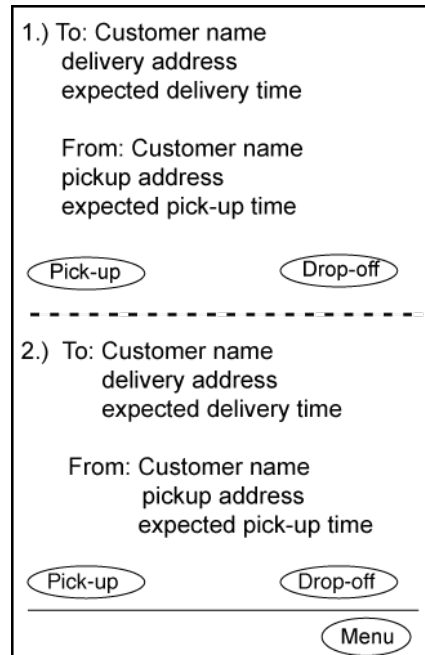 1.) To: Customer name
delivery address
expected delivery time
From: Customer name
pickup address
expected pick-up time
Pick-up Drop-off
2.) To: Customer name
delivery address
expected delivery time
From: Customer name
pickup address
expected pick-up time
Pick-up Drop-off
Menu